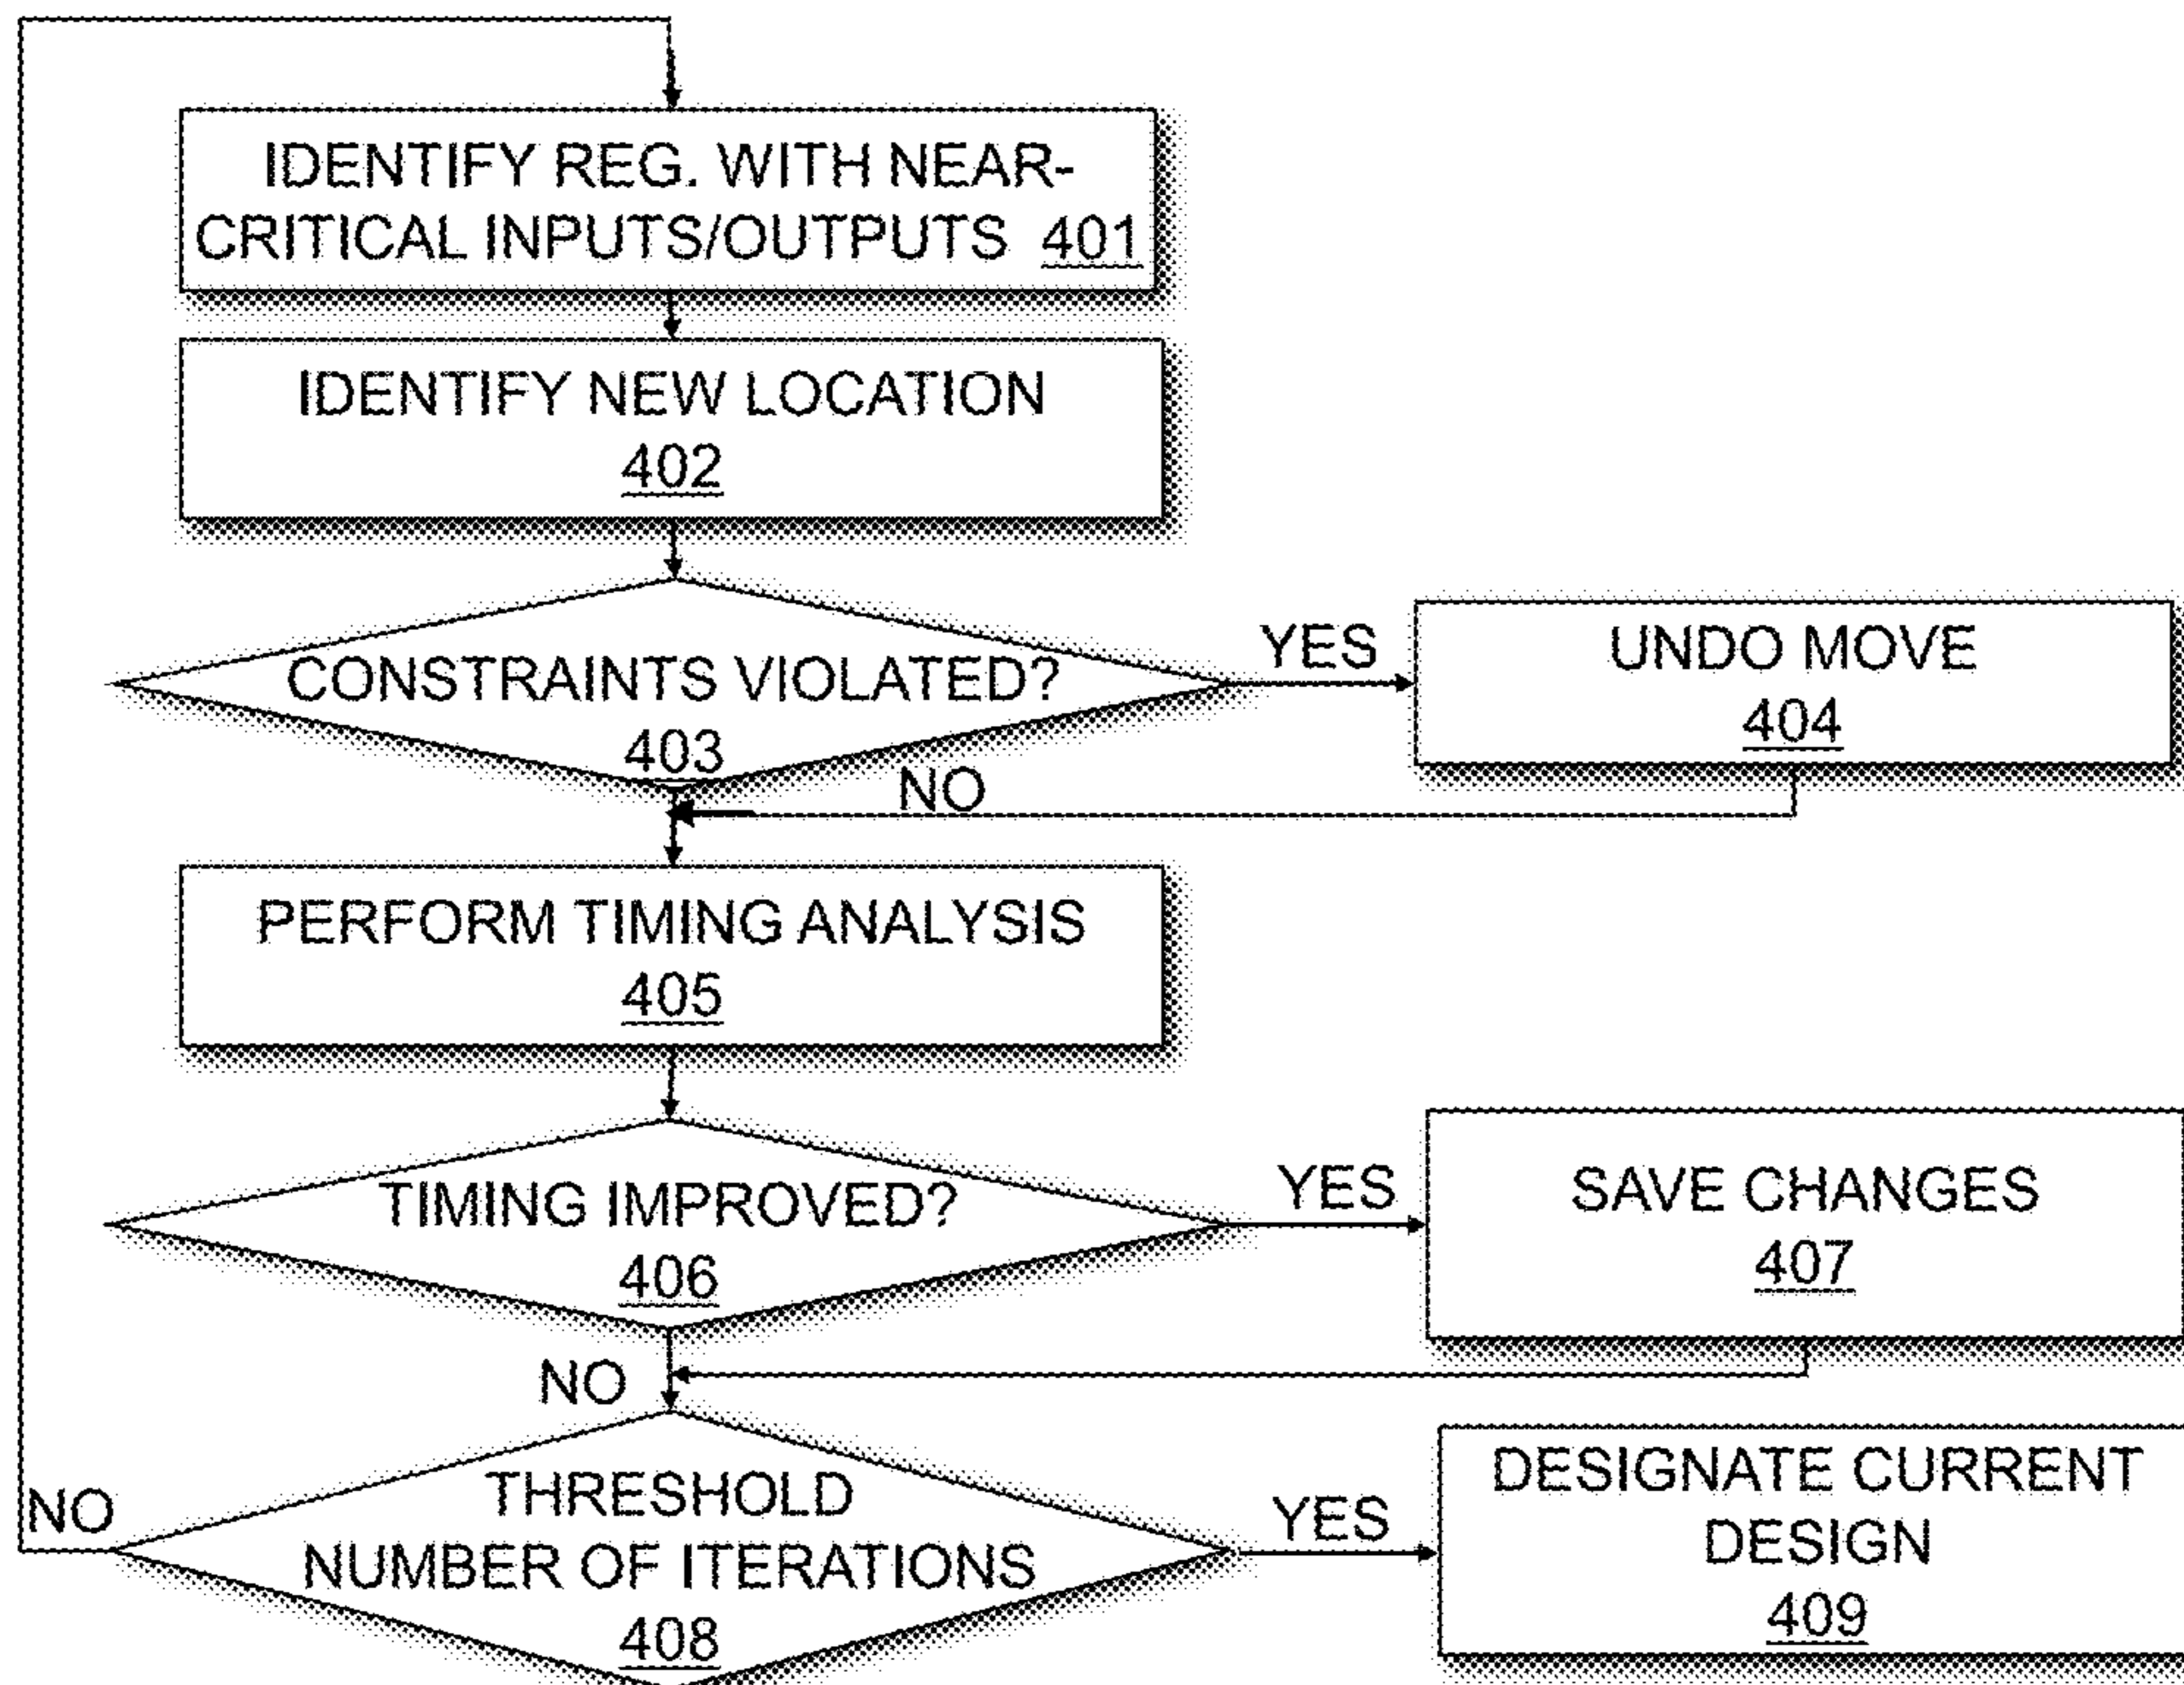 IDENTIFY REG. WITH NEAR-
CRITICAL INPUTS/OUTPUTS 401
IDENTIFY NEW LOCATION
402
CONSTRAINTS VIOLATED?
403
YES
UNDO MOVE
404
NO
PERFORM TIMING ANALYSIS
405
TIMING IMPROVED?
406
YES
SAVE CHANGES
407
NO
THRESHOLD
NUMBER OF ITERATIONS
408
NO
YES
DESIGNATE CURRENT
DESIGN
409